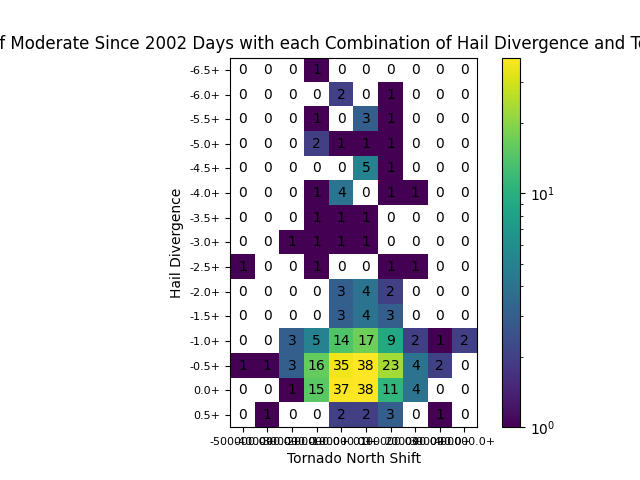 f Moderate Since 2002 Days with each Combination of Hail Divergence and To
-6.5+ 0 0 0 1 0 0 0 0 0 0
-6.0+ 0 0 0 0 2 0 1 0 0 0
-5.5+ 0 0 0 1 0 3 1 0 0 0
-5.0+ 0 0 0 2 1 1 1 0 0 0
-4.5+ 0 0 0 0 0 5 1 0 0 0
-4.0+ 0 0 0 1 4 0 1 1 0 0
-3.5+ 0 0 0 1 1 1 0 0 0 0
-3.0+ 0 0 1 1 1 1 0 0 0 0
-2.5+ 1 0 0 1 0 0 1 1 0 0
-2.0+ 0 0 0 0 3 4 2 0 0 0
-1.5+ 0 0 0 0 3 4 3 0 0 0
-1.0+ 0 0 3 5 14 17 9 2 1 2
-0.5+ 1 1 3 16 35 38 23 4 2 0
0.0+ 0 0 1 15 37 38 11 4 0 0
0.5+ 0 1 0 0 2 2 3 0 1 0
Hail Divergence
Tornado North Shift
10¹
10⁰